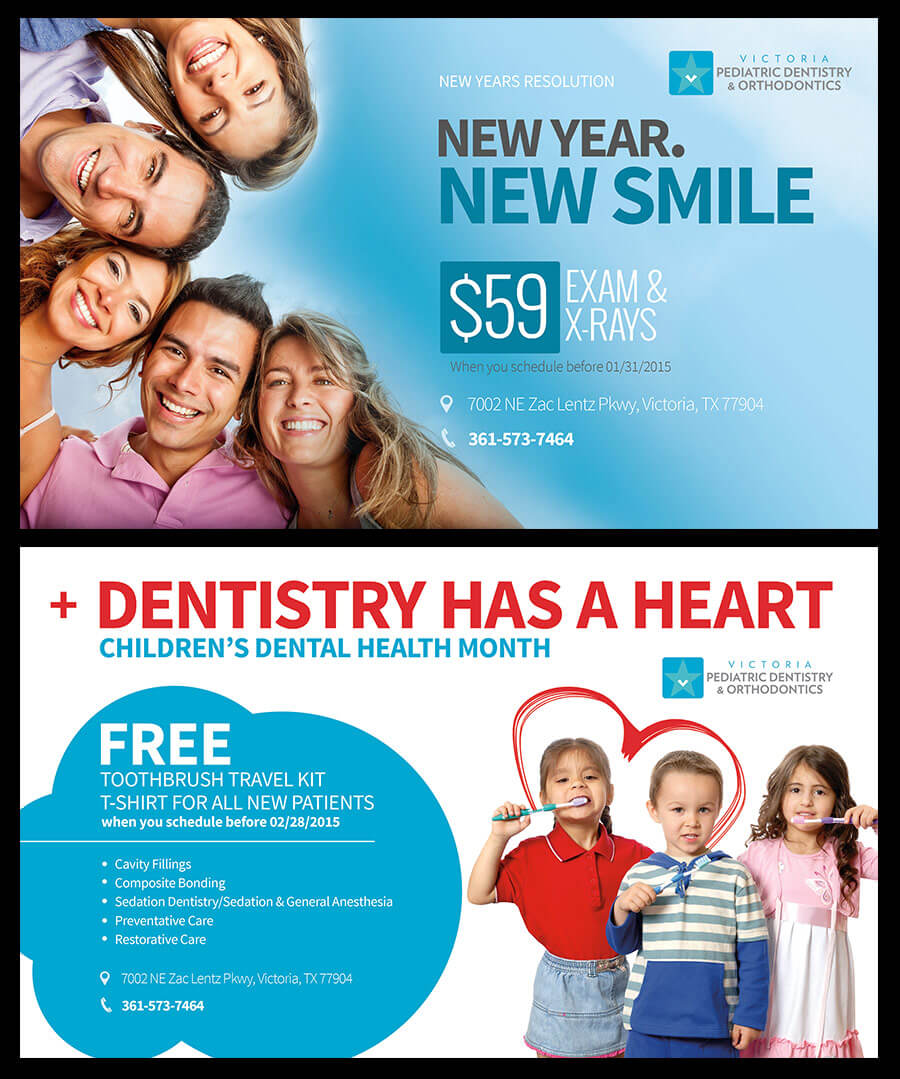 NEW YEARS RESOLUTION
VICTORIA
PEDIATRIC DENTISTRY
& ORTHODONTICS
NEW YEAR.
NEW SMILE
$59 EXAM &
X-RAYS
When you schedule before 01/31/2015
7002 NE Zac Lentz Pkwy, Victoria, TX 77904
361-573-7464
+ DENTISTRY HAS A HEART
CHILDREN'S DENTAL HEALTH MONTH
VICTORIA
PEDIATRIC DENTISTRY
& ORTHODONTICS
FREE
TOOTHBRUSH TRAVEL KIT
T-SHIRT FOR ALL NEW PATIENTS
when you schedule before 02/28/2015
• Cavity Fillings
• Composite Bonding
• Sedation Dentistry/Sedation & General Anesthesia
• Preventative Care
• Restorative Care
7002 NE Zac Lentz Pkwy, Victoria, TX 77904
361-573-7464